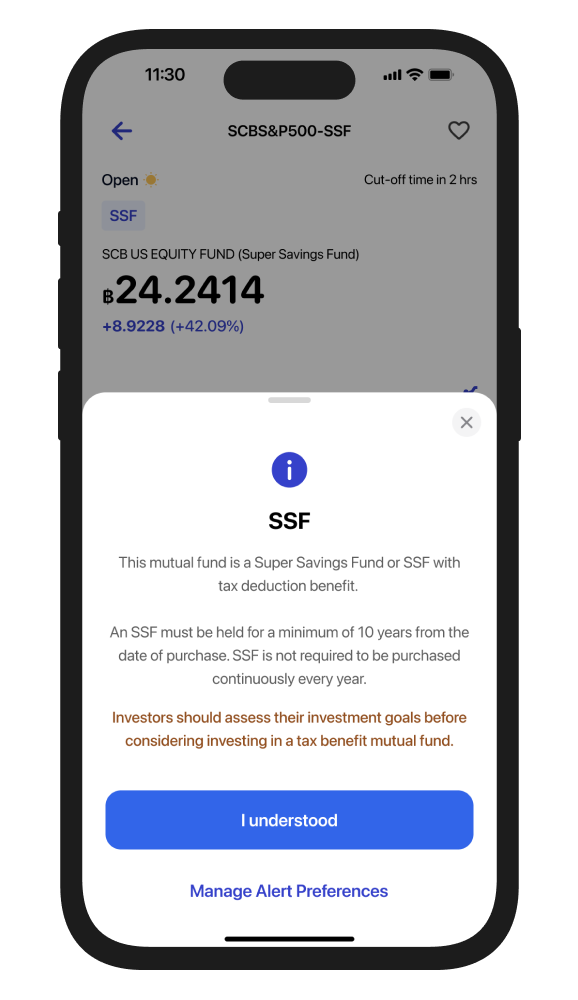 11:30
SCBS&P500-SSF
Open
Cut-off time in 2 hrs
SSF
SCB US EQUITY FUND (Super Savings Fund)
฿24.2414
+8.9228 (+42.09%)
SSF
This mutual fund is a Super Savings Fund or SSF with
tax deduction benefit.
An SSF must be held for a minimum of 10 years from the
date of purchase. SSF is not required to be purchased
continuously every year.
Investors should assess their investment goals before
considering investing in a tax benefit mutual fund.
I understood
Manage Alert Preferences